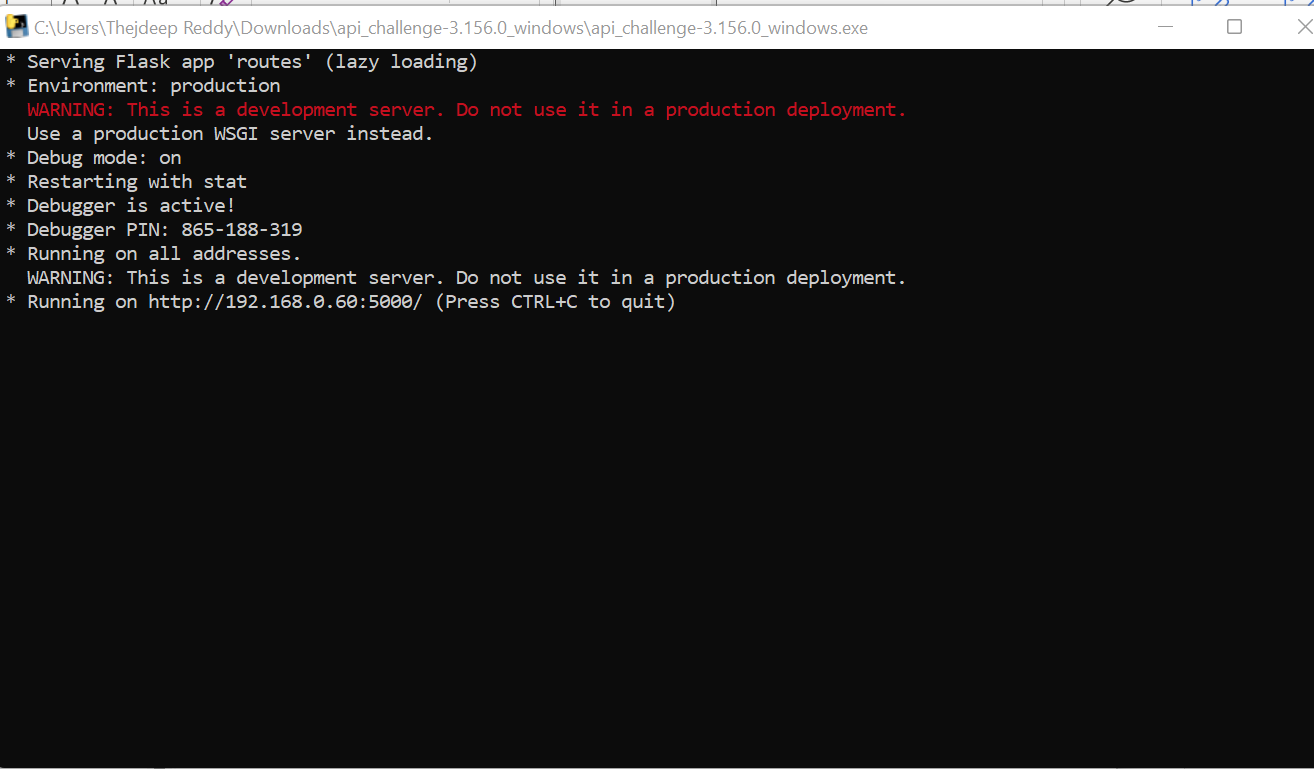 C:\Users\Thejdeep Reddy\Downloads\api_challenge-3.156.0_windows\api_challenge-3.156.0_windows.exe
* Serving Flask app 'routes' (lazy loading)
* Environment: production
WARNING: This is a development server. Do not use it in a production deployment.
Use a production WSGI server instead.
* Debug mode: on
* Restarting with stat
* Debugger is active!
* Debugger PIN: 865-188-319
* Running on all addresses.
WARNING: This is a development server. Do not use it in a production deployment.
* Running on http://192.168.0.60:5000/ (Press CTRL+C to quit)